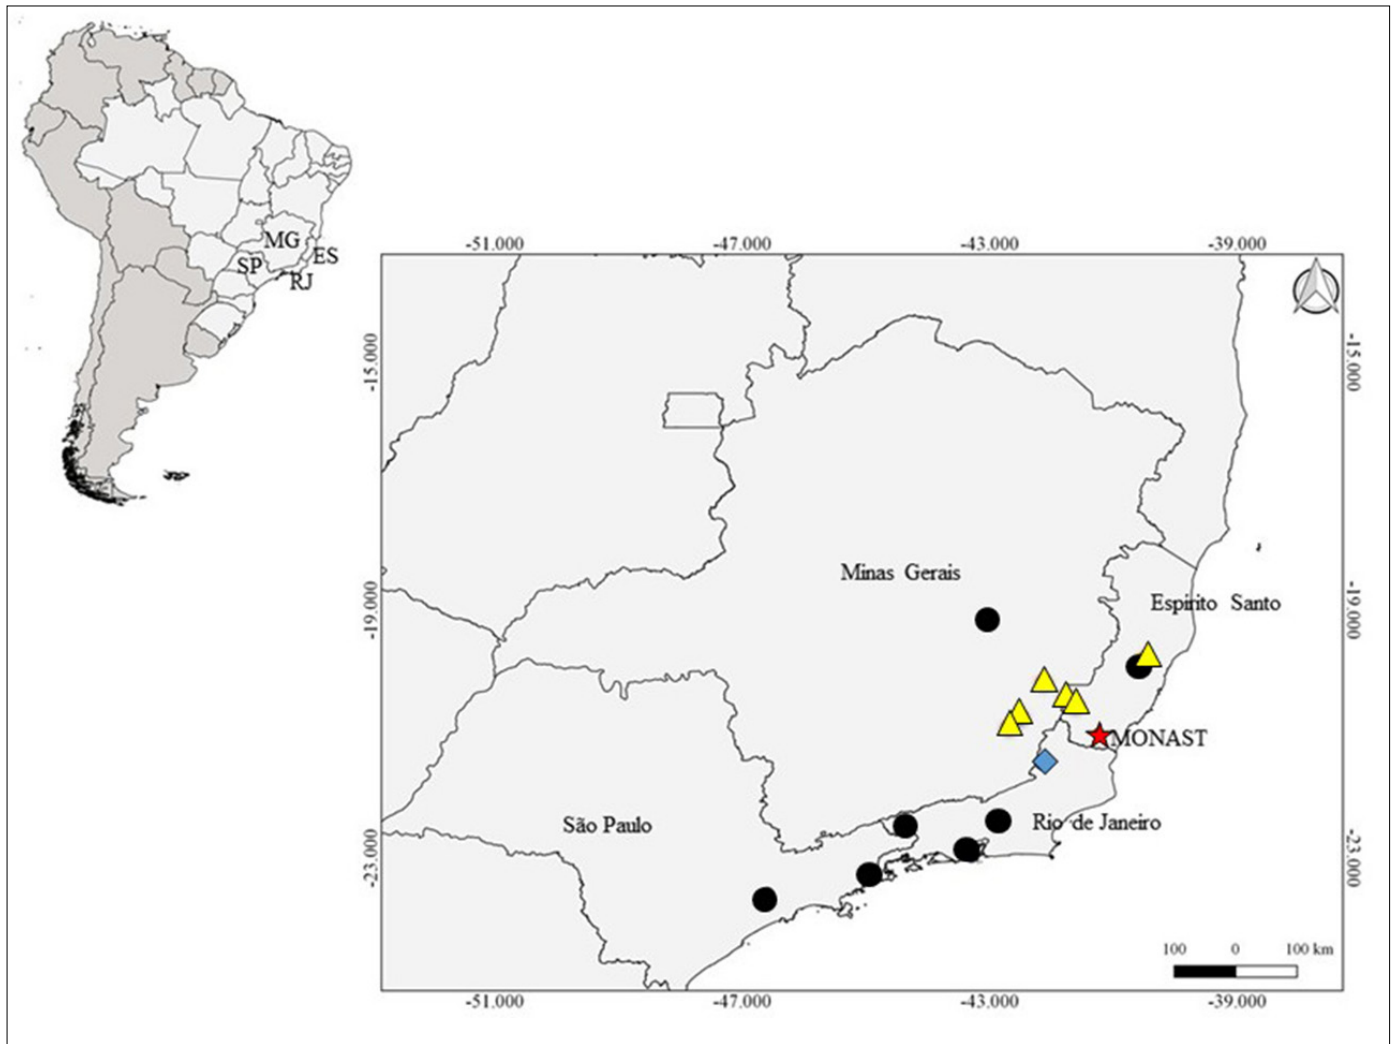 MG
ES
SP
RJ
-51.000 -47.000 -43.000 -39.000
-15.000 -15.000
Minas Gerais
-19.000 Espirito Santo -19.000
MONAST
São Paulo Rio de Janeiro
-23.000 -23.000
100 0 100 km
-51.000 -47.000 -43.000 -39.000